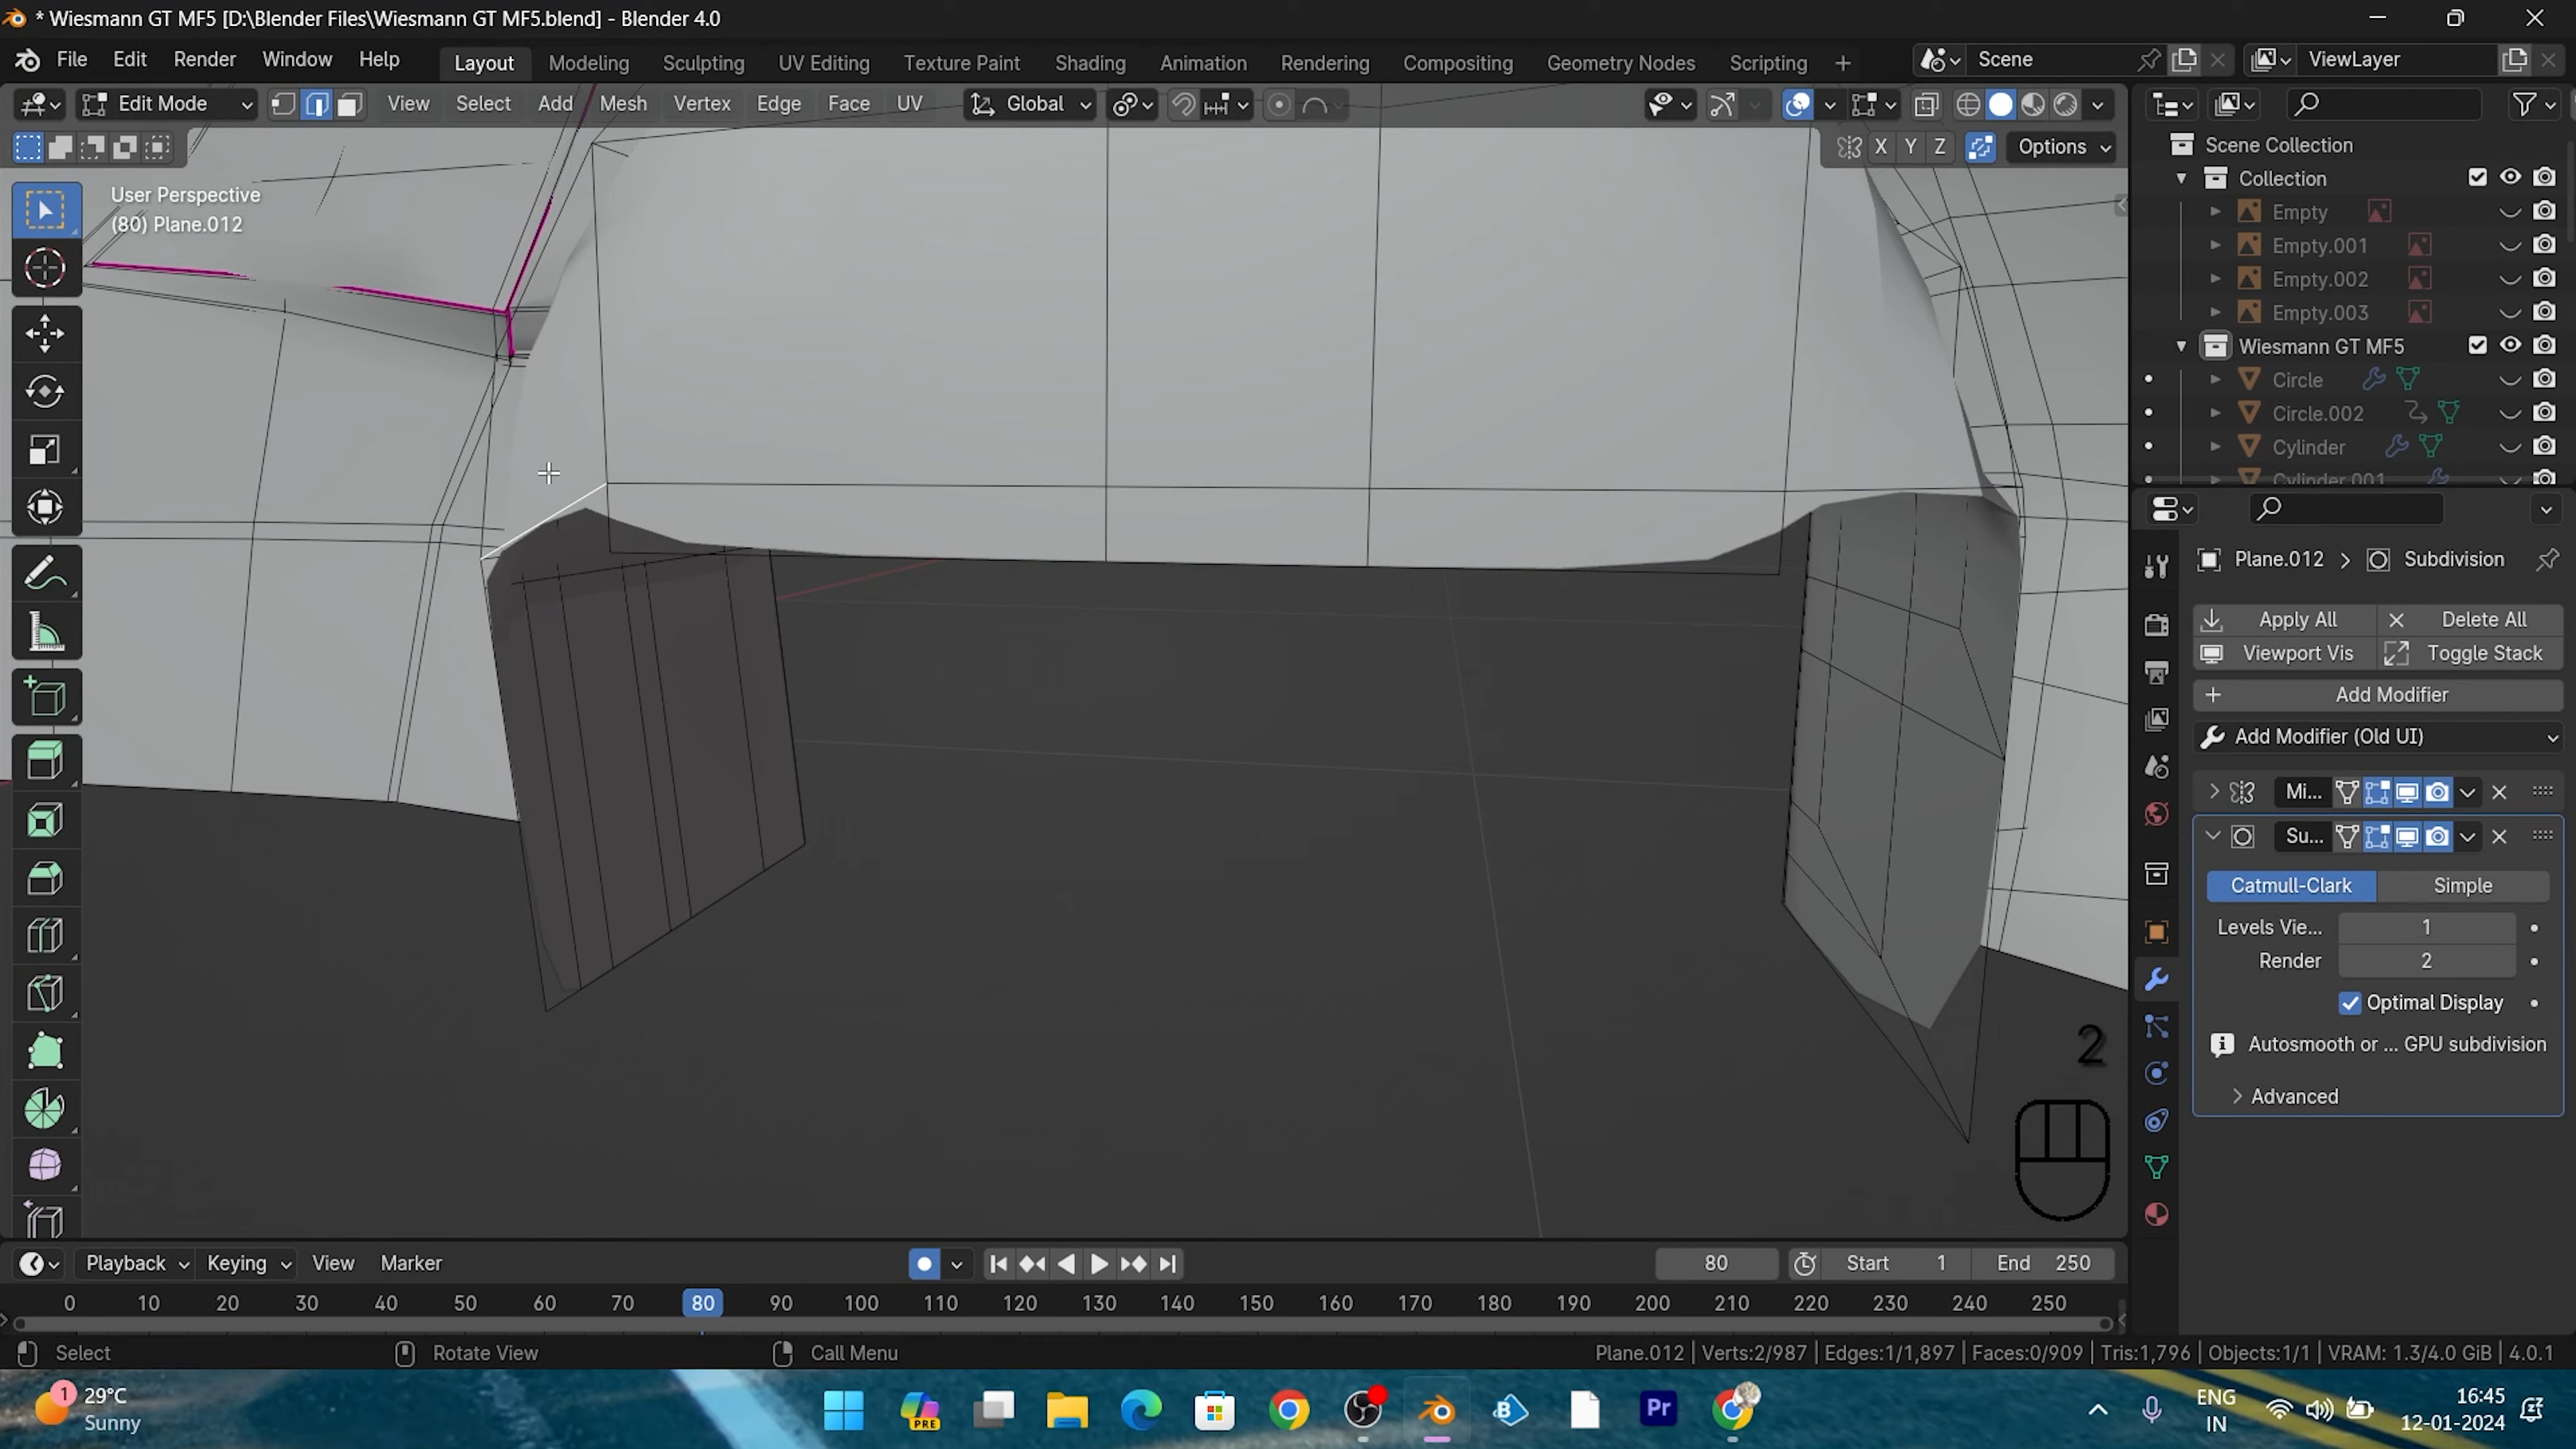 * Wiesmann GT MF5 [D:\Blender Files\Wiesmann GT MF5.blend] - Blender 4.0
File Edit Render Window Help Layout Modeling Sculpting UV Editing Texture Paint Shading Animation Rendering Compositing Geometry Nodes Scripting + Scene ViewLayer
Edit Mode View Select Add Mesh Vertex Edge Face UV Global
X Y Z Options
User Perspective
(80) Plane.012
Scene Collection
Collection
Empty
Empty.001
Empty.002
Empty.003
Wiesmann GT MF5
Circle
Circle.002
Cylinder
Cylinder.001
Plane.012 > Subdivision
Apply All Delete All
Viewport Vis Toggle Stack
Add Modifier
Add Modifier (Old UI)
Mi...
Su...
Catmull-Clark Simple
Levels Vie... 1
Render 2
Optimal Display
Autosmooth or ... GPU subdivision
Advanced
2
Playback Keying View Marker 80 Start 1 End 250
0 10 20 30 40 50 60 70 80 90 100 110 120 130 140 150 160 170 180 190 200 210 220 230 240 250
Select Rotate View Call Menu Plane.012 | Verts:2/987 | Edges:1/1,897 | Faces:0/909 | Tris:1,796 | Objects:1/1 | VRAM: 1.3/4.0 GiB | 4.0.1
1 29°C
Sunny
PRE
B
Pr
ENG
IN
16:45
12-01-2024